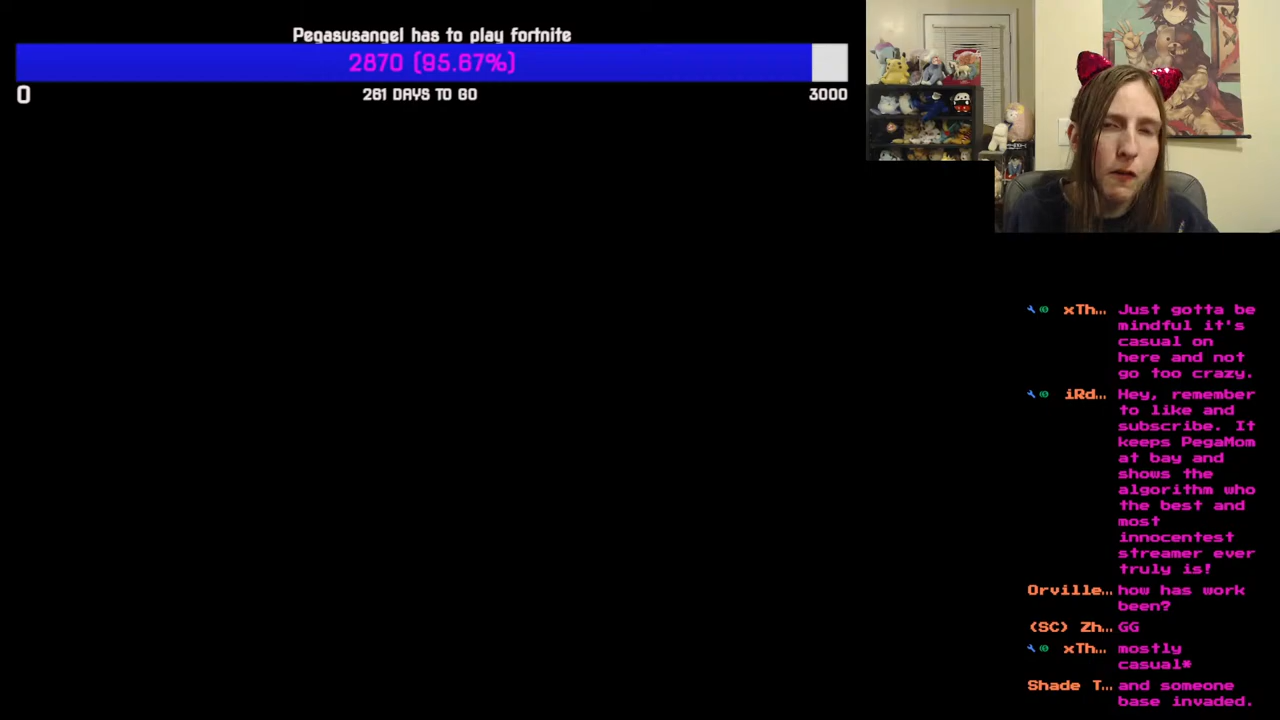 Pegasusangel has to play fortnite
2870 (95.67%)
0
261 DAYS TO GO
3000
xTh… Just gotta be
mindful it's
casual on
here and not
go too crazy.
iRd… Hey, remember
to like and
subscribe. It
keeps PegaMom
at bay and
shows the
algorithm who
the best and
most
innocentest
streamer ever
truly is!
Orville… how has work
been?
(SC) Zh… GG
xTh… mostly
casual*
Shade T… and someone
base invaded.